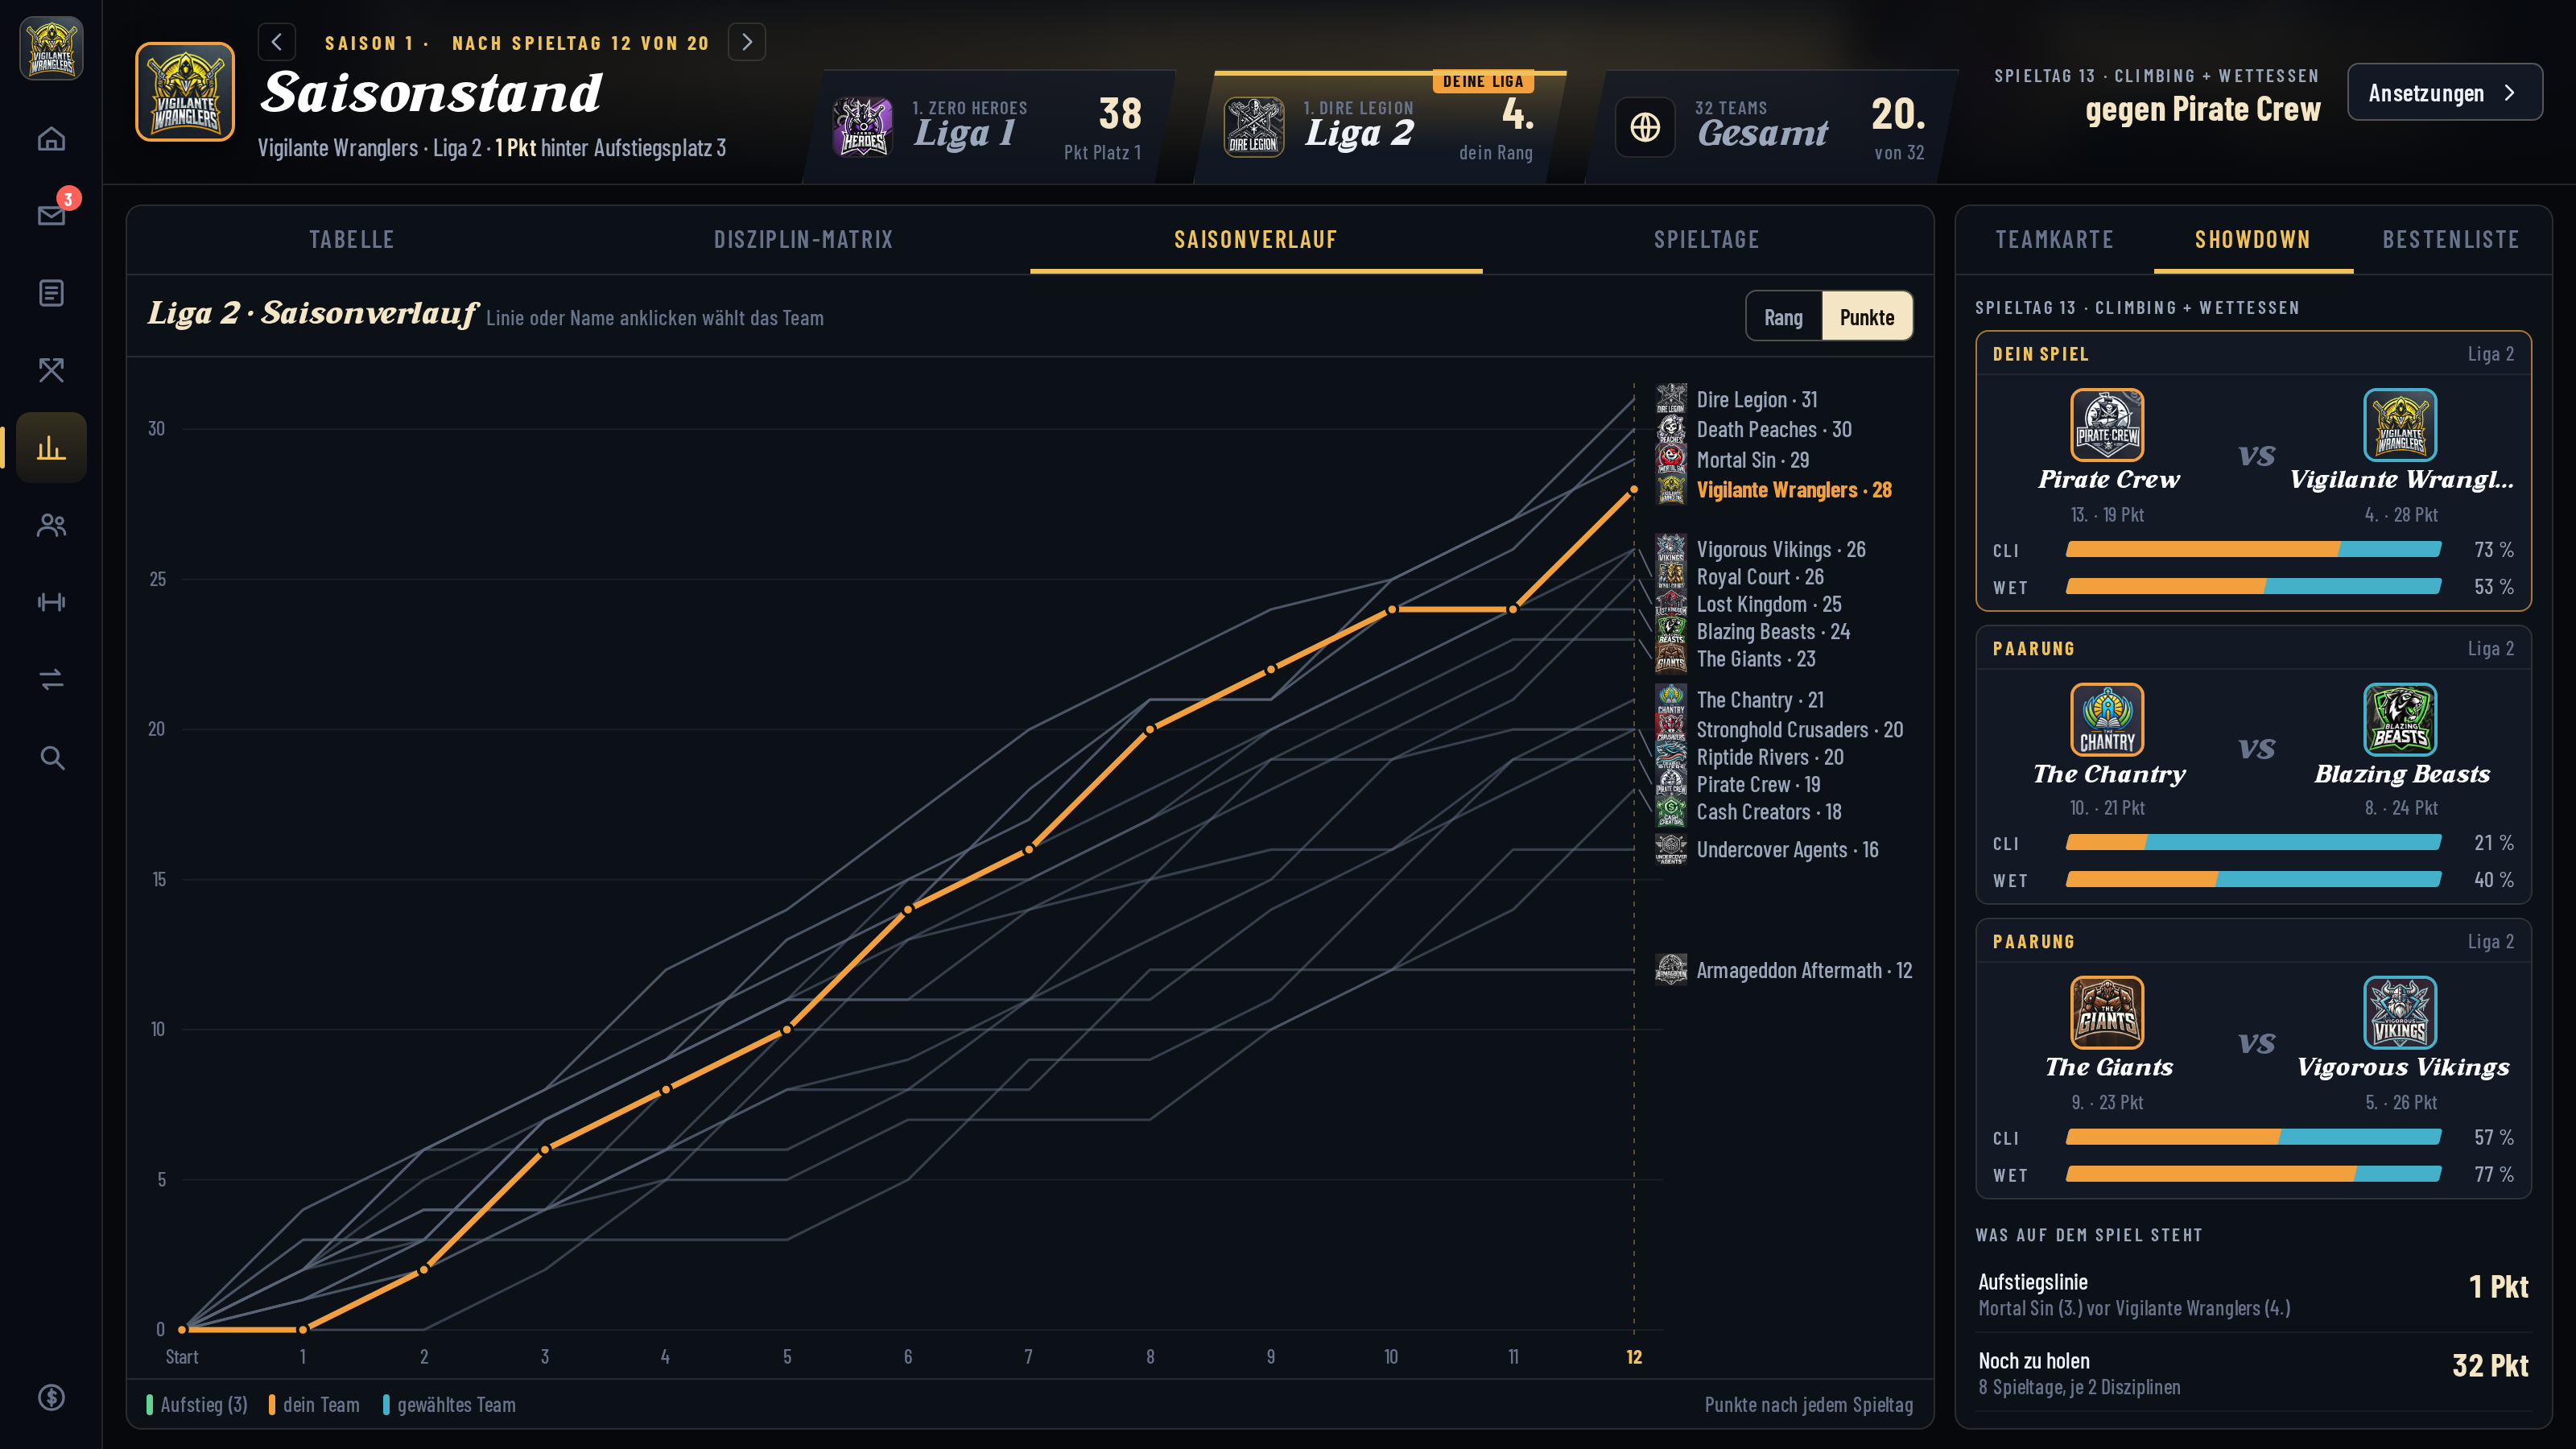 SAISON 1 · NACH SPIELTAG 12 VON 20
Saisonstand
Vigilante Wranglers · Liga 2 · 1 Pkt hinter Aufstiegsplatz 3
1. ZERO HEROES
Liga 1
38
Pkt Platz 1
DEINE LIGA
1. DIRE LEGION
Liga 2
4.
dein Rang
32 TEAMS
Gesamt
20.
von 32
SPIELTAG 13 · CLIMBING + WETTESSEN
gegen Pirate Crew
Ansetzungen
3
TABELLE
DISZIPLIN-MATRIX
SAISONVERLAUF
SPIELTAGE
Liga 2 · Saisonverlauf
Linie oder Name anklicken wählt das Team
Rang
Punkte
30
25
20
15
10
5
0
Start
1
2
3
4
5
6
7
8
9
10
11
12
Dire Legion · 31
Death Peaches · 30
Mortal Sin · 29
Vigilante Wranglers · 28
Vigorous Vikings · 26
Royal Court · 26
Lost Kingdom · 25
Blazing Beasts · 24
The Giants · 23
The Chantry · 21
Stronghold Crusaders · 20
Riptide Rivers · 20
Pirate Crew · 19
Cash Creators · 18
Undercover Agents · 16
Armageddon Aftermath · 12
Aufstieg (3)
dein Team
gewähltes Team
Punkte nach jedem Spieltag
TEAMKARTE
SHOWDOWN
BESTENLISTE
SPIELTAG 13 · CLIMBING + WETTESSEN
DEIN SPIEL
Liga 2
PIRATE CREW
VIGILANTE WRANGLERS
Pirate Crew
vs
Vigilante Wrangl...
13. · 19 Pkt
4. · 28 Pkt
CLI
73 %
WET
53 %
PAARUNG
Liga 2
THE CHANTRY
BLAZING BEASTS
The Chantry
vs
Blazing Beasts
10. · 21 Pkt
8. · 24 Pkt
CLI
21 %
WET
40 %
PAARUNG
Liga 2
THE GIANTS
VIGOROUS VIKINGS
The Giants
vs
Vigorous Vikings
9. · 23 Pkt
5. · 26 Pkt
CLI
57 %
WET
77 %
WAS AUF DEM SPIEL STEHT
Aufstiegslinie
1 Pkt
Mortal Sin (3.) vor Vigilante Wranglers (4.)
Noch zu holen
32 Pkt
8 Spieltage, je 2 Disziplinen